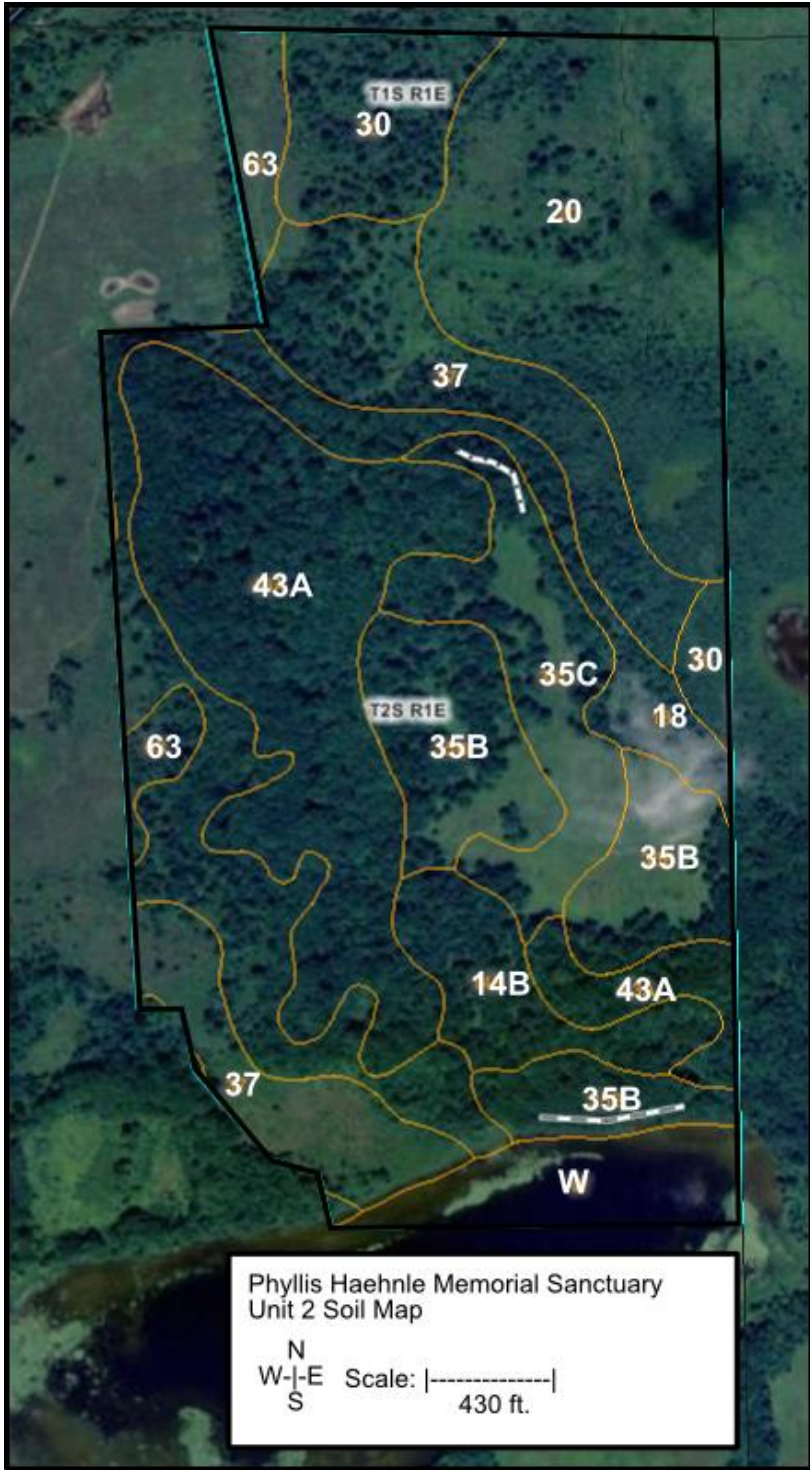 T1S R1E
30
63
20
37
43A
35C
30
T2S R1E
18
63
35B
35B
14B
43A
37
35B
W
Phyllis Haehnle Memorial Sanctuary
Unit 2 Soil Map
N
W-|-E Scale: |---------------|
S 430 ft.